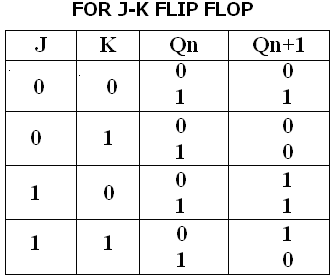 FOR J-K FLIP FLOP
J K Qn Qn+1
0 0 0 0
1 1
0 1 0 0
1 0
1 0 0 1
1 1
1 1 0 1
1 0